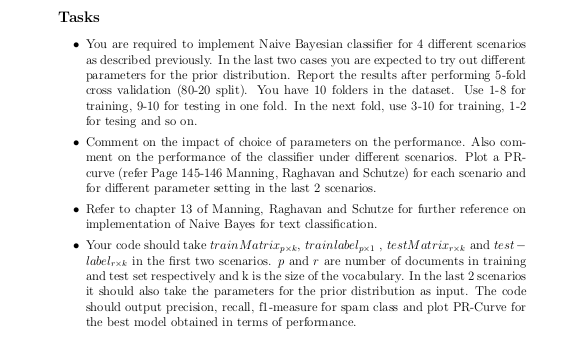 Tasks
• You are required to implement Naive Bayesian classifier for 4 different scenarios
as described previously. In the last two cases you are expected to try out different
parameters for the prior distribution. Report the results after performing 5-fold
cross validation (80-20 split). You have 10 folders in the dataset. Use 1-8 for
training, 9-10 for testing in one fold. In the next fold, use 3-10 for training, 1-2
for tesing and so on.
• Comment on the impact of choice of parameters on the performance. Also com-
ment on the performance of the classifier under different scenarios. Plot a PR-
curve (refer Page 145-146 Manning, Raghavan and Schutze) for each scenario and
for different parameter setting in the last 2 scenarios.
• Refer to chapter 13 of Manning, Raghavan and Schutze for further reference on
implementation of Naive Bayes for text classification.
• Your code should take trainMatrix_{p×k}, trainlabel_{p×1} , testMatrix_{r×k} and test−
label_{r×k} in the first two scenarios. p and r are number of documents in training
and test set respectively and k is the size of the vocabulary. In the last 2 scenarios
it should also take the parameters for the prior distribution as input. The code
should output precision, recall, f1-measure for spam class and plot PR-Curve for
the best model obtained in terms of performance.